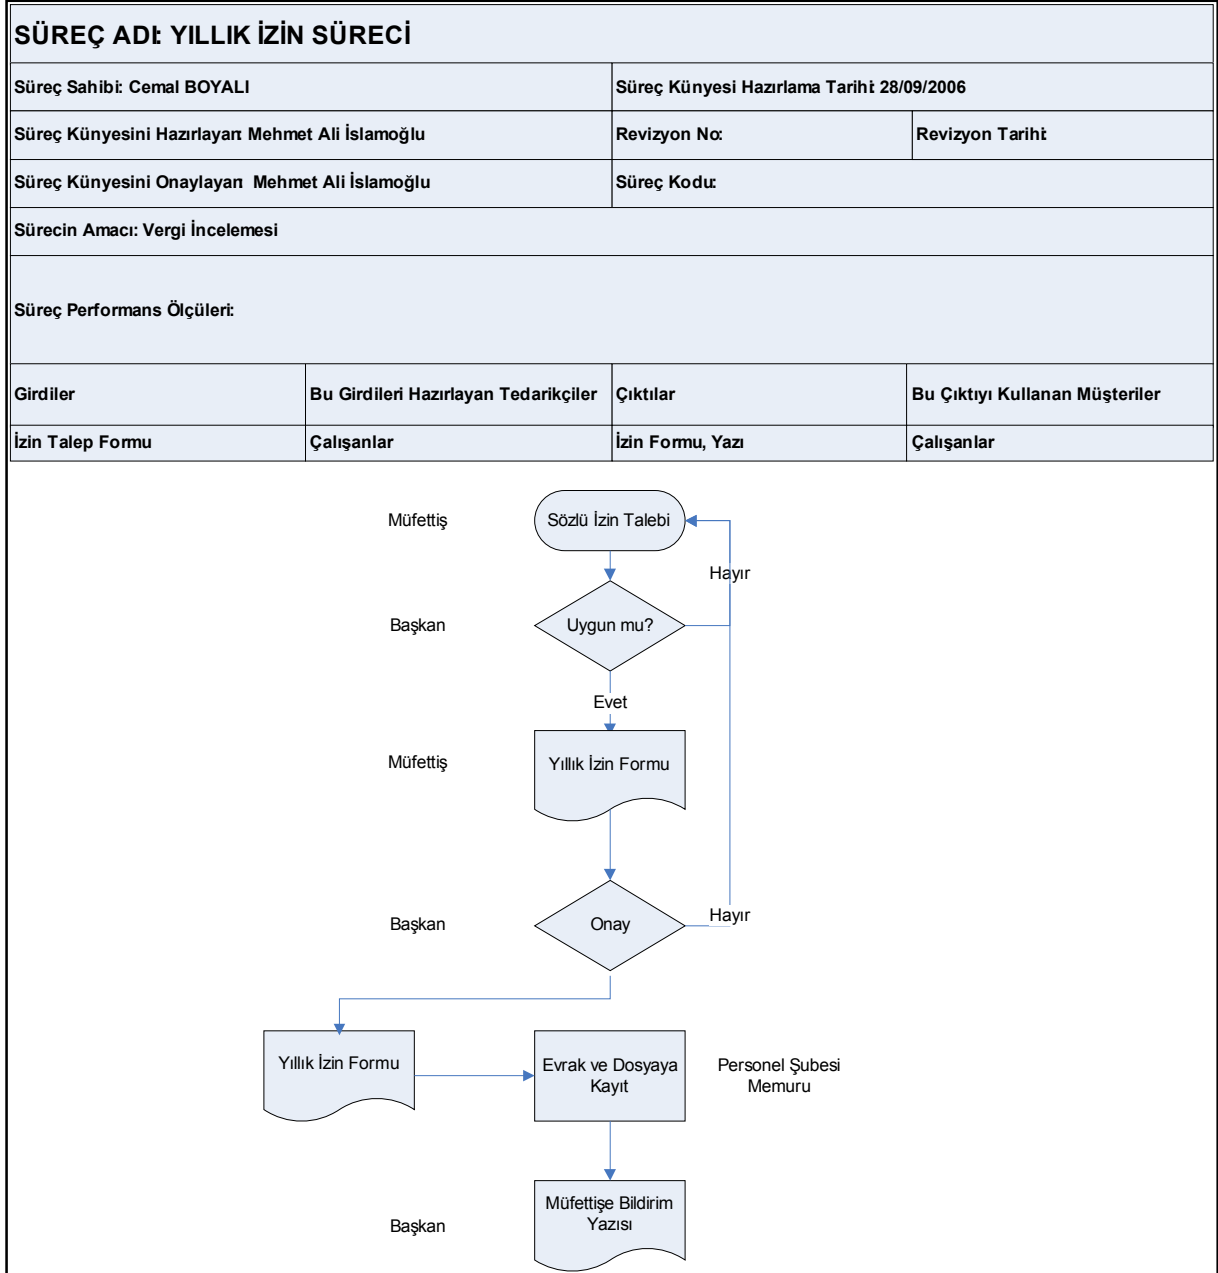 SÜREÇ ADI: YILLIK İZİN SÜRECİ
Süreç Sahibi: Cemal BOYALI
Süreç Künyesi Hazırlama Tarihi: 28/09/2006
Süreç Künyesini Hazırlayan: Mehmet Ali İslamoğlu
Revizyon No:
Revizyon Tarihi:
Süreç Künyesini Onaylayan: Mehmet Ali İslamoğlu
Süreç Kodu:
Sürecin Amacı: Vergi İncelemesi
Süreç Performans Ölçüleri:
Girdiler
Bu Girdileri Hazırlayan Tedarikçiler
Çıktılar
Bu Çıktıyı Kullanan Müşteriler
İzin Talep Formu
Çalışanlar
İzin Formu, Yazı
Çalışanlar
Müfettiş
Sözlü İzin Talebi
Hayır
Başkan
Uygun mu?
Evet
Müfettiş
Yıllık İzin Formu
Başkan
Onay
Hayır
Yıllık İzin Formu
Evrak ve Dosyaya
Kayıt
Personel Şubesi
Memuru
Müfettişe Bildirim
Yazısı
Başkan